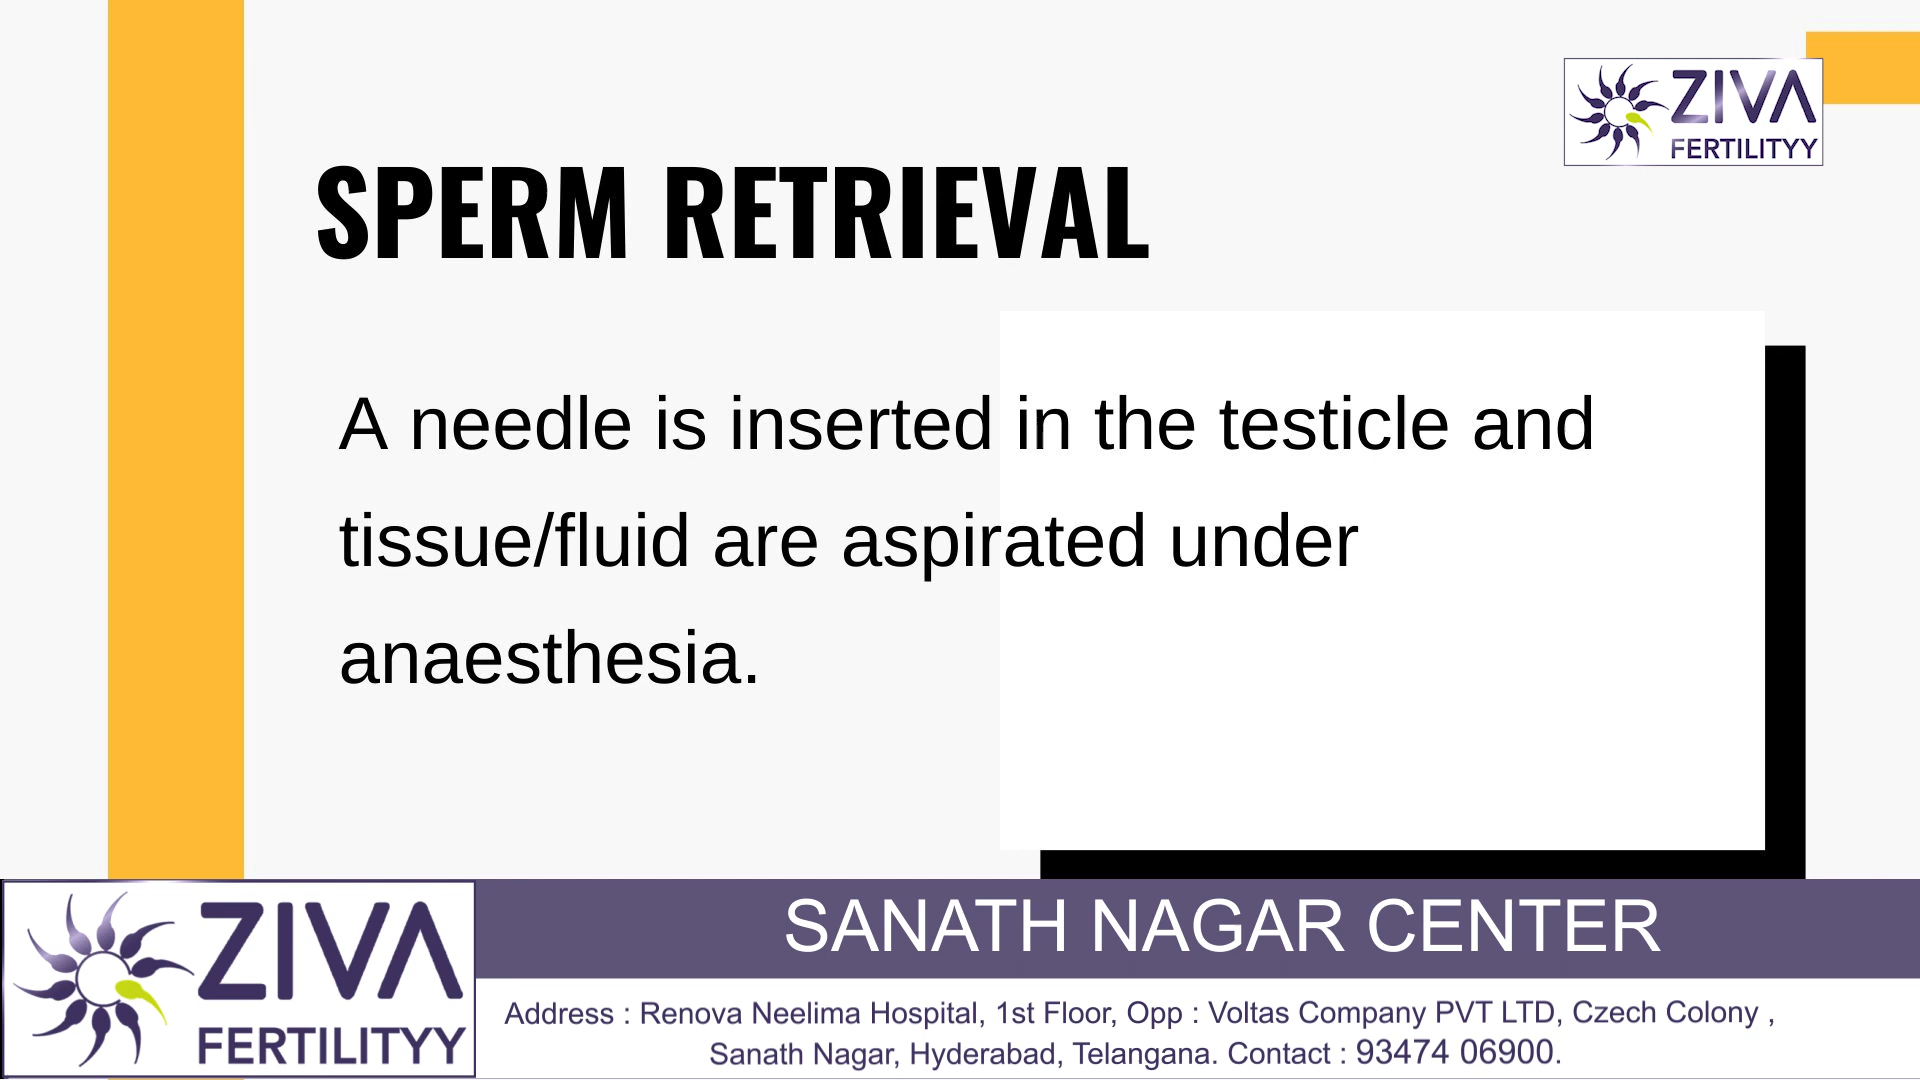 ZIVA
FERTILITYY
SPERM RETRIEVAL
A needle is inserted in the testicle and
tissue/fluid are aspirated under
anaesthesia.
ZIVA
FERTILITYY
SANATH NAGAR CENTER
Address : Renova Neelima Hospital, 1st Floor, Opp : Voltas Company PVT LTD, Czech Colony ,
Sanath Nagar, Hyderabad, Telangana. Contact : 93474 06900.